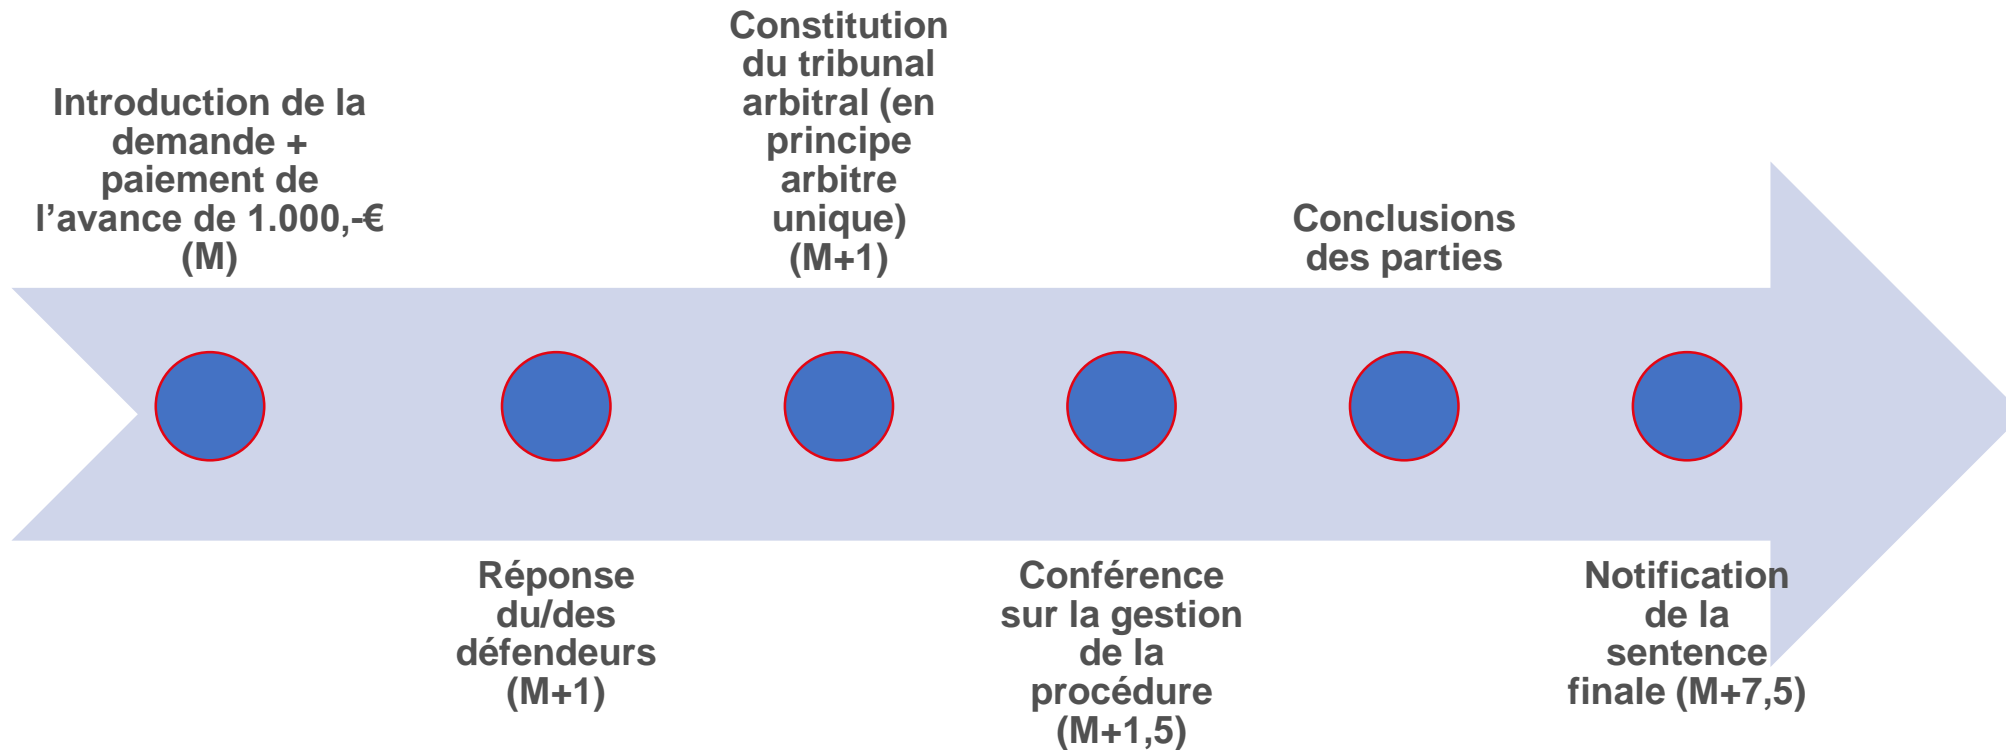 Introduction de la
demande +
paiement de
l’avance de 1.000,-€
(M)
Réponse
du/des
défendeurs
(M+1)
Constitution
du tribunal
arbitral (en
principe
arbitre
unique)
(M+1)
Conférence
sur la gestion
de la
procédure
(M+1,5)
Conclusions
des parties
Notification
de la
sentence
finale (M+7,5)